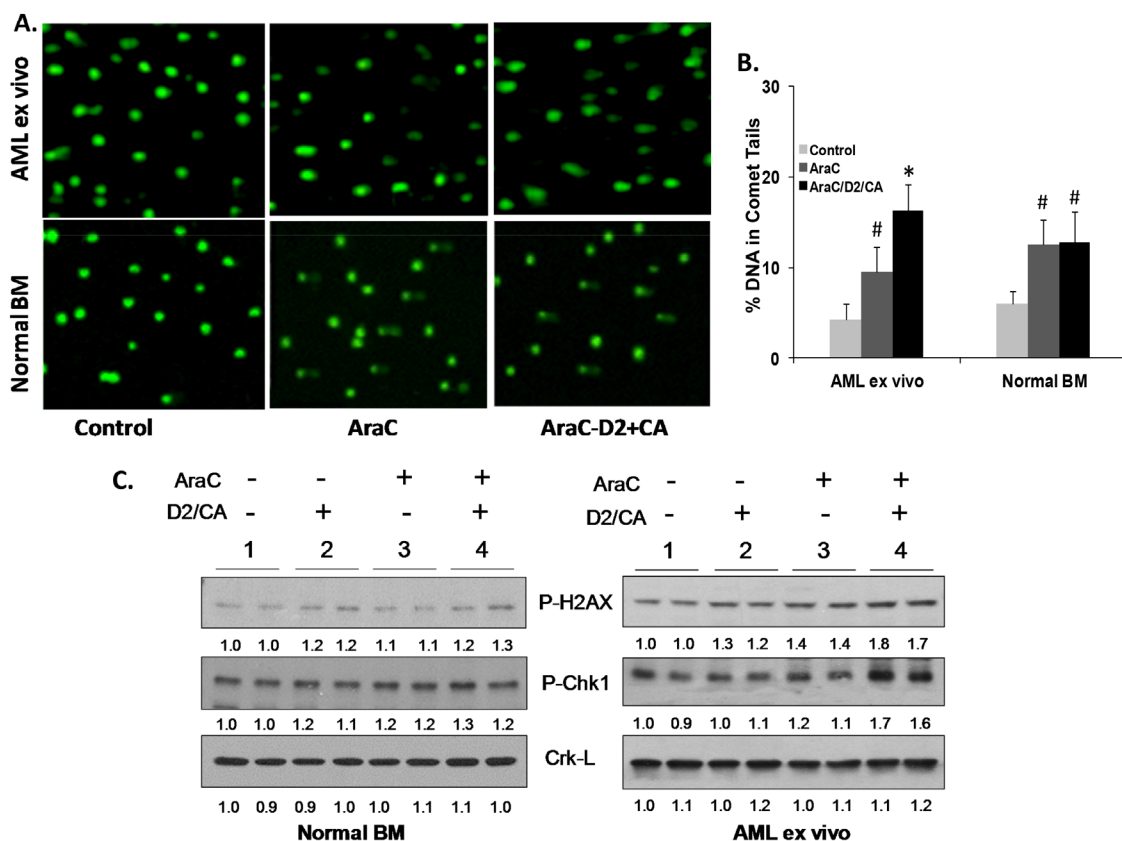 A.
AML ex vivo
Normal BM
Control AraC AraC-D2+CA
B.
% DNA in Comet Tails
30
20
10
0
Control
AraC
AraC/D2/CA
# * # #
AML ex vivo Normal BM
C.
AraC - - + +
D2/CA - + - +
1 2 3 4
P-H2AX
1.0 1.0 1.2 1.2 1.1 1.1 1.2 1.3
P-Chk1
1.0 1.0 1.2 1.1 1.2 1.2 1.3 1.2
Crk-L
1.0 0.9 0.9 1.0 1.0 1.1 1.1 1.0
Normal BM
AraC - - + +
D2/CA - + - +
1 2 3 4
1.0 1.0 1.3 1.2 1.4 1.4 1.8 1.7
1.0 0.9 1.0 1.1 1.2 1.1 1.7 1.6
1.0 1.1 1.0 1.2 1.0 1.1 1.1 1.2
AML ex vivo